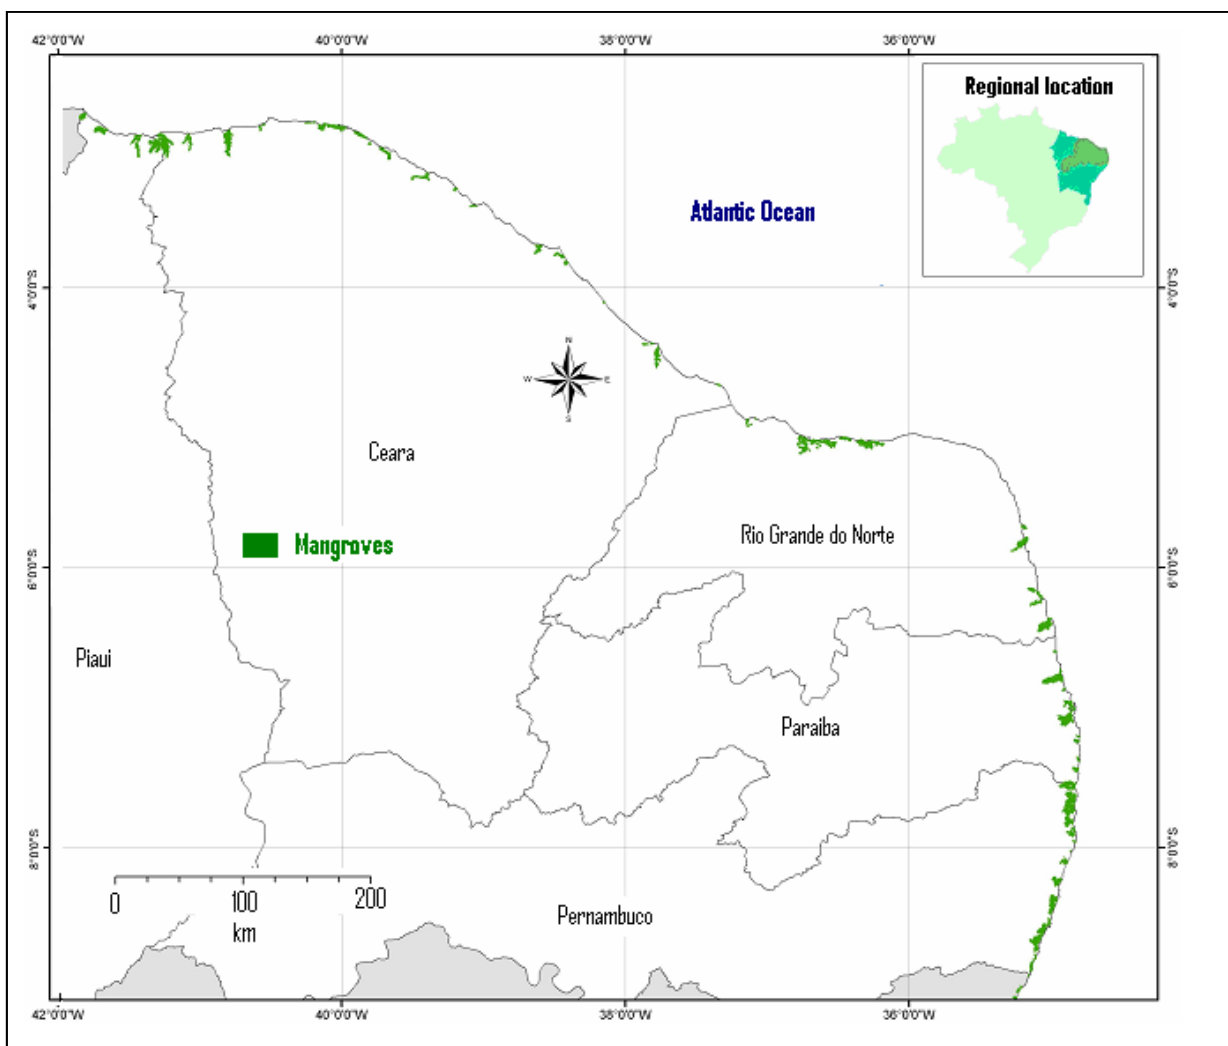 42°0'0"W 40°0'0"W 38°0'0"W 36°0'0"W
Regional location
Atlantic Ocean
4°0'0"S 4°0'0"S
N
W E
S
Ceara
Rio Grande do Norte
Mangroves
6°0'0"S 6°0'0"S
Piaui
Paraiba
8°0'0"S 8°0'0"S
0 100 200
km
Pernambuco
42°0'0"W 40°0'0"W 38°0'0"W 36°0'0"W